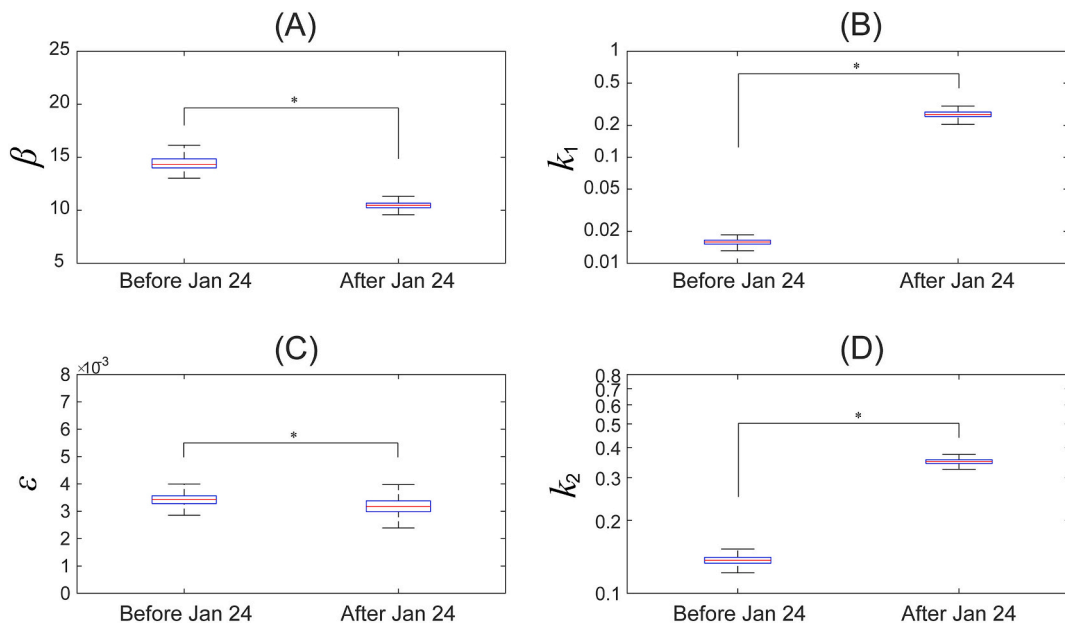 (A)
25
20
15
10
5
β
*
Before Jan 24
After Jan 24
(B)
1
0.5
0.2
0.1
0.05
0.02
0.01
k1
*
Before Jan 24
After Jan 24
(C)
×10-3
8
7
6
5
4
3
2
1
0
ε
*
Before Jan 24
After Jan 24
(D)
0.8
0.7
0.6
0.5
0.4
0.3
0.2
0.1
k2
*
Before Jan 24
After Jan 24